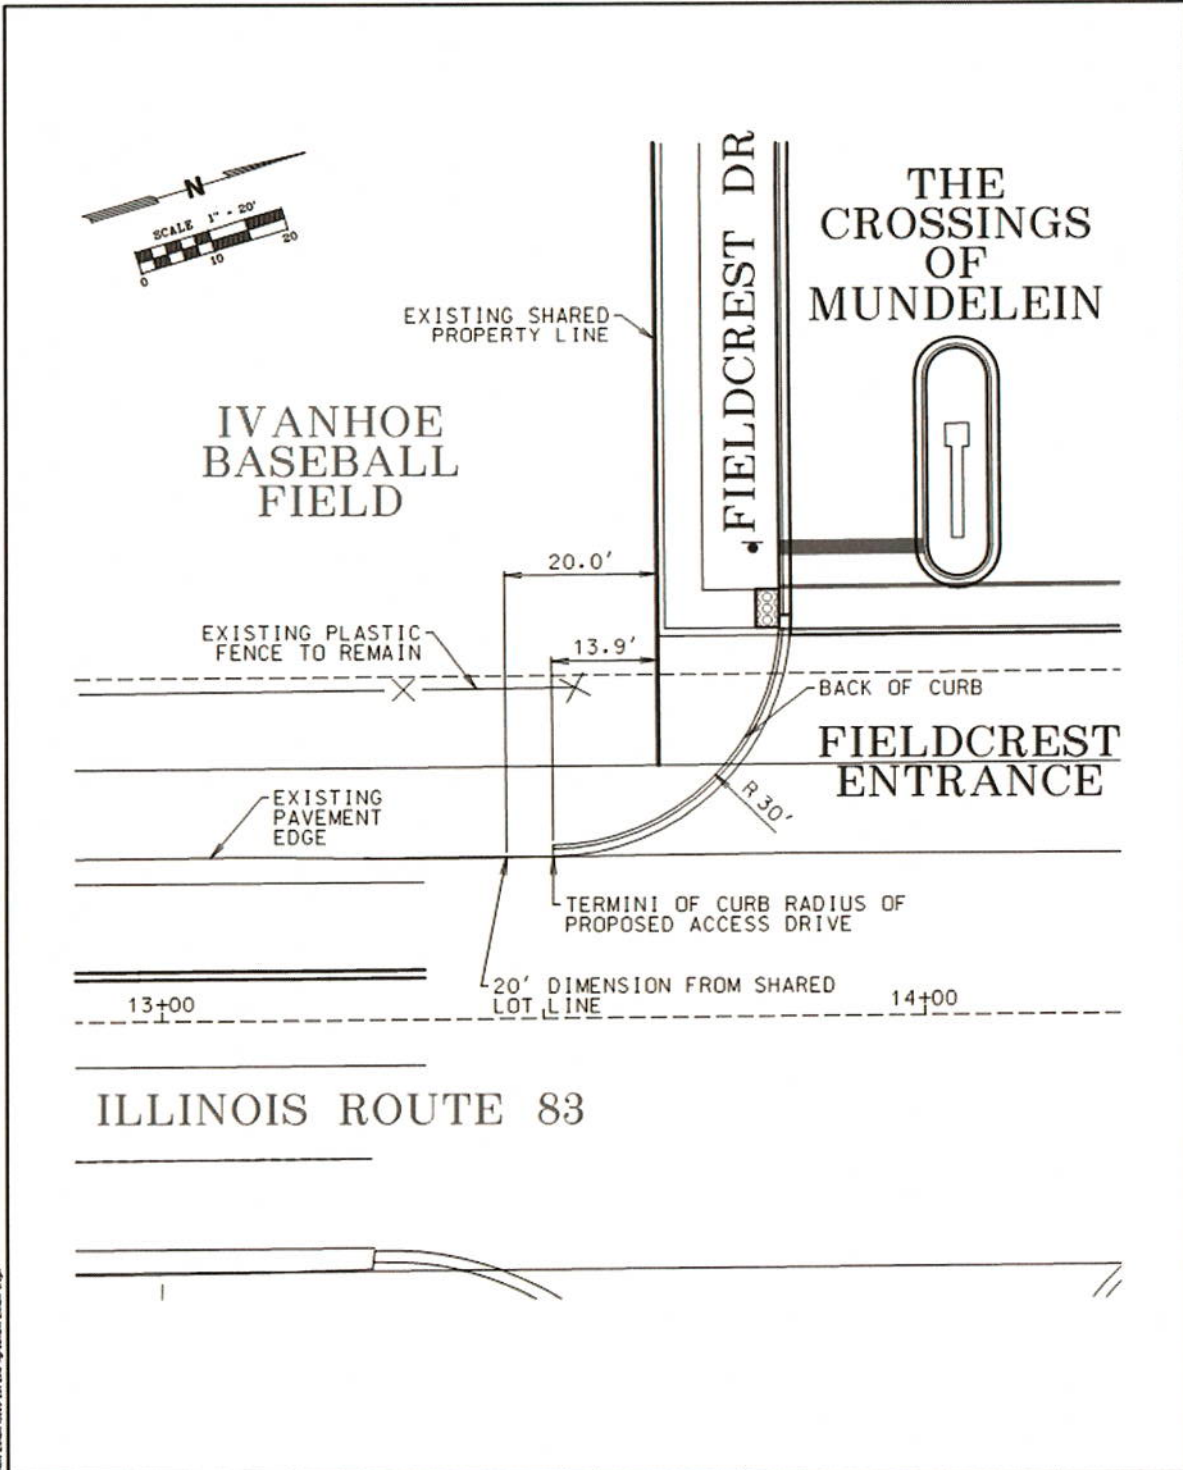 N
SCALE 1" - 20'
0
10
20
FIELDCREST DR
THE
CROSSINGS
OF
MUNDELEIN
EXISTING SHARED
PROPERTY LINE
IVANHOE
BASEBALL
FIELD
20.0'
EXISTING PLASTIC
FENCE TO REMAIN
13.9'
BACK OF CURB
FIELDCREST
ENTRANCE
R 30'
EXISTING
PAVEMENT
EDGE
TERMINI OF CURB RADIUS OF
PROPOSED ACCESS DRIVE
20' DIMENSION FROM SHARED
LOT LINE
13+00
14+00
ILLINOIS ROUTE 83